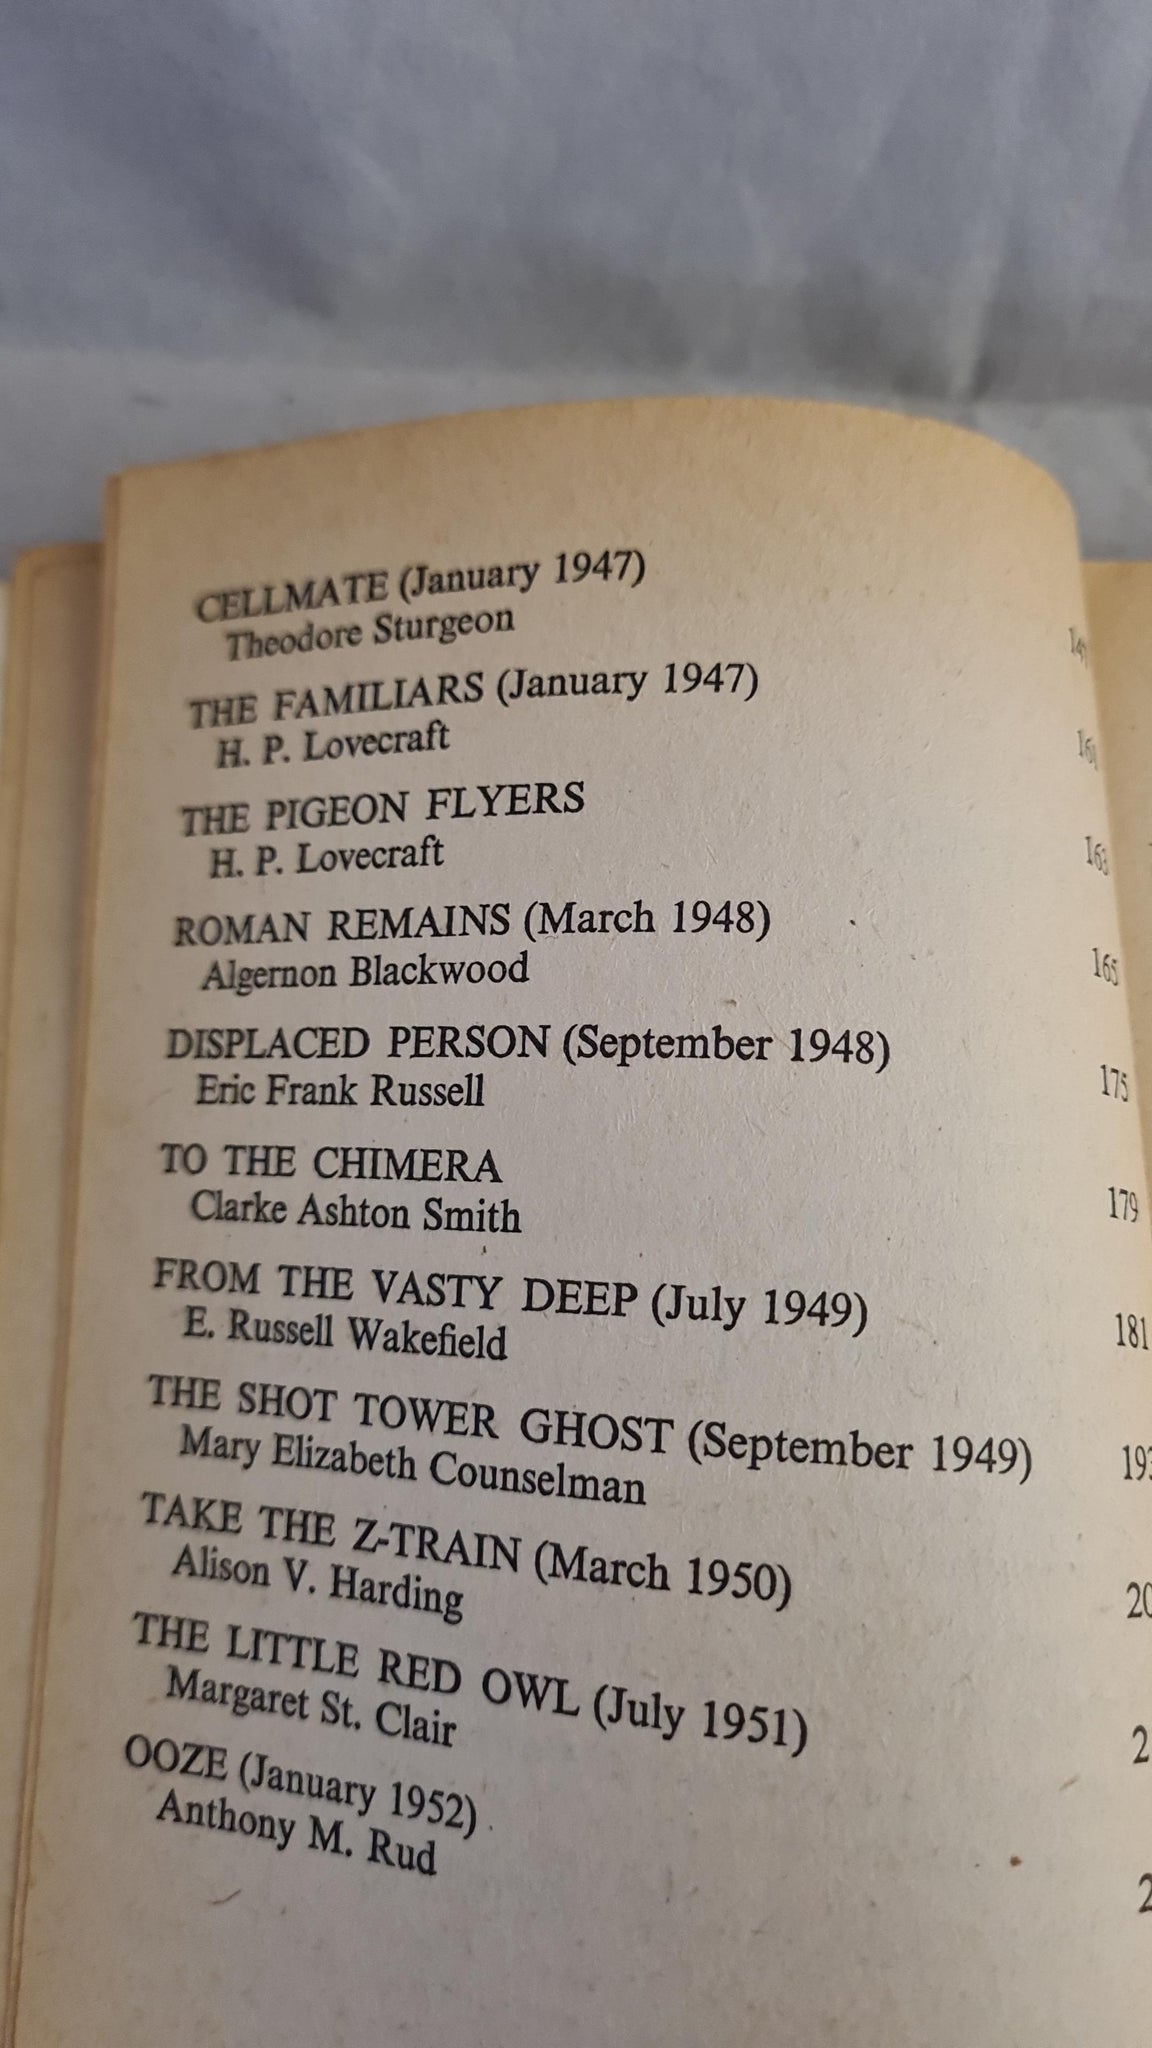 CELLMATE (January 1947)
Theodore Sturgeon
THE FAMILIARS (January 1947)
H. P. Lovecraft
THE PIGEON FLYERS
H. P. Lovecraft 163
ROMAN REMAINS (March 1948)
Algernon Blackwood 165
DISPLACED PERSON (September 1948)
Eric Frank Russell 175
TO THE CHIMERA
Clarke Ashton Smith 179
FROM THE VASTY DEEP (July 1949)
E. Russell Wakefield 181
THE SHOT TOWER GHOST (September 1949)
Mary Elizabeth Counselman
TAKE THE Z-TRAIN (March 1950)
Alison V. Harding
THE LITTLE RED OWL (July 1951)
Margaret St. Clair
OOZE (January 1952)
Anthony M. Rud